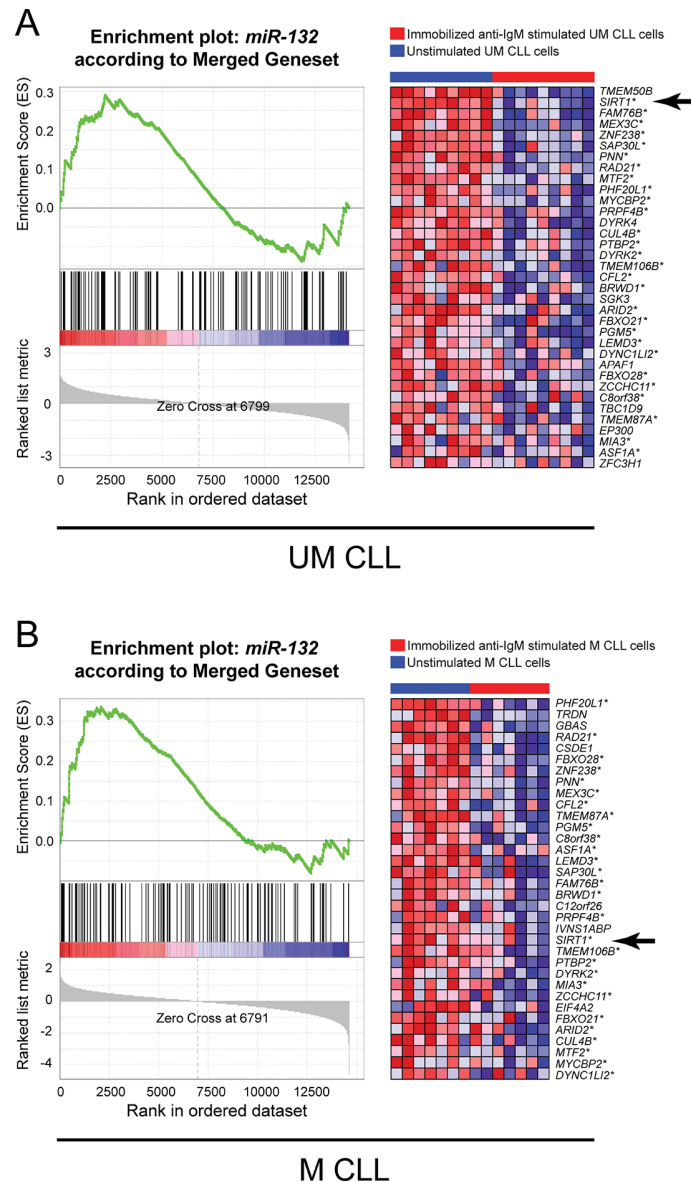 A
Enrichment plot: miR-132
according to Merged Geneset
Immobilized anti-IgM stimulated UM CLL cells
Unstimulated UM CLL cells
Enrichment Score (ES)
0.3
0.2
0.1
0.0
Ranked list metric
3
0
-3
Zero Cross at 6799
0
2500
5000
7500
10000
12500
Rank in ordered dataset
TMEM50B
SIRT1*
FAM76B*
MEX3C*
ZNF238*
SAP30L*
PNN*
RAD21*
MTF2*
PHF20L1*
MYCBP2*
PRPF4B*
DYRK4
CUL4B*
PTBP2*
DYRK2*
TMEM106B*
CFL2*
BRWD1*
SGK3
ARID2*
FBXO21*
PGM5*
LEMD3*
DYNC1LI2*
APAF1
FBXO28*
ZCCHC11*
C8orf38*
TBC1D9
TMEM87A*
EP300
MIA3*
ASF1A*
ZFC3H1
UM CLL
B
Enrichment plot: miR-132
according to Merged Geneset
Immobilized anti-IgM stimulated M CLL cells
Unstimulated M CLL cells
Enrichment Score (ES)
0.3
0.2
0.1
0.0
Ranked list metric
2
0
-2
-4
Zero Cross at 6791
0
2500
5000
7500
10000
12500
Rank in ordered dataset
PHF20L1*
TRDN
GBAS
RAD21*
CSDE1
FBXO28*
ZNF238*
PNN*
MEX3C*
CFL2*
TMEM87A*
PGM5*
C8orf38*
ASF1A*
LEMD3*
SAP30L*
FAM76B*
BRWD1*
C12orf26
PRPF4B*
IVNS1ABP
SIRT1*
TMEM106B*
PTBP2*
DYRK2*
MIA3*
ZCCHC11*
EIF4A2
FBXO21*
ARID2*
CUL4B*
MTF2*
MYCBP2*
DYNC1LI2*
M CLL